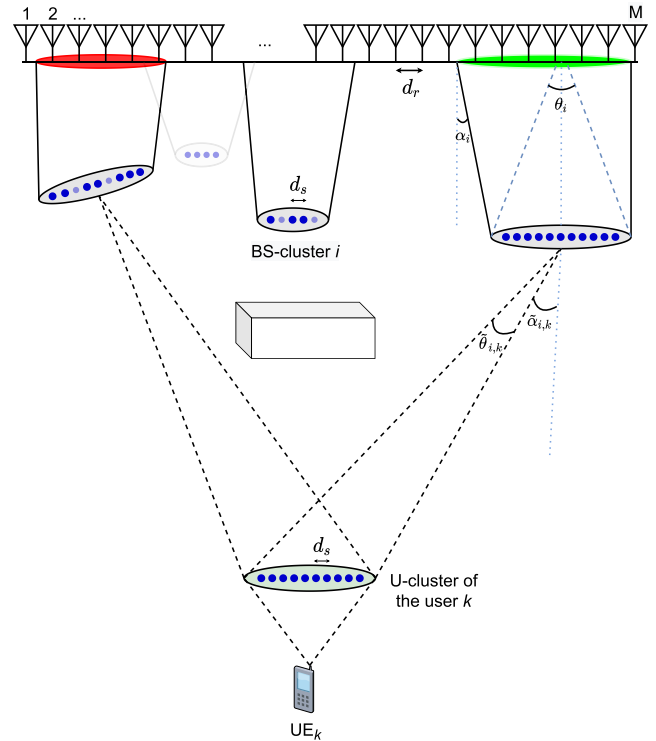 1 2 ... ... M
d_r
α_i
θ_i
d_s
BS-cluster i
α̃_{i,k}
θ̃_{i,k}
d_s
U-cluster of
the user k
UE_k